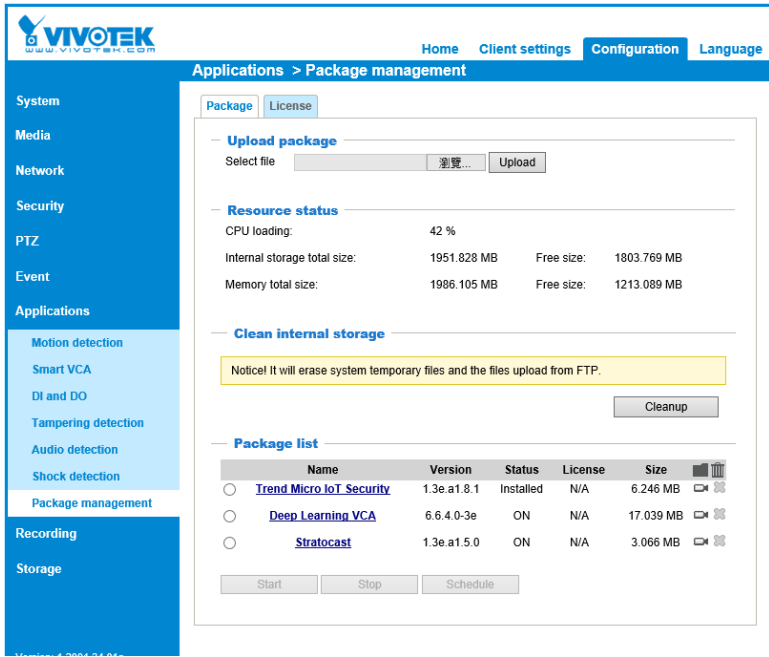 VIVOTEK
www.vivotek.com
Home Client settings Configuration Language
Applications > Package management
System
Media
Network
Security
PTZ
Event
Applications
Motion detection
Smart VCA
DI and DO
Tampering detection
Audio detection
Shock detection
Package management
Recording
Storage
Package License
Upload package
Select file 瀏覽... Upload
Resource status
CPU loading: 42 %
Internal storage total size: 1951.828 MB Free size: 1803.769 MB
Memory total size: 1986.105 MB Free size: 1213.089 MB
Clean internal storage
Notice! It will erase system temporary files and the files upload from FTP.
Cleanup
Package list
Name Version Status License Size
Trend Micro IoT Security 1.3e.a1.8.1 Installed N/A 6.246 MB
Deep Learning VCA 6.6.4.0-3e ON N/A 17.039 MB
Stratocast 1.3e.a1.5.0 ON N/A 3.066 MB
Start Stop Schedule